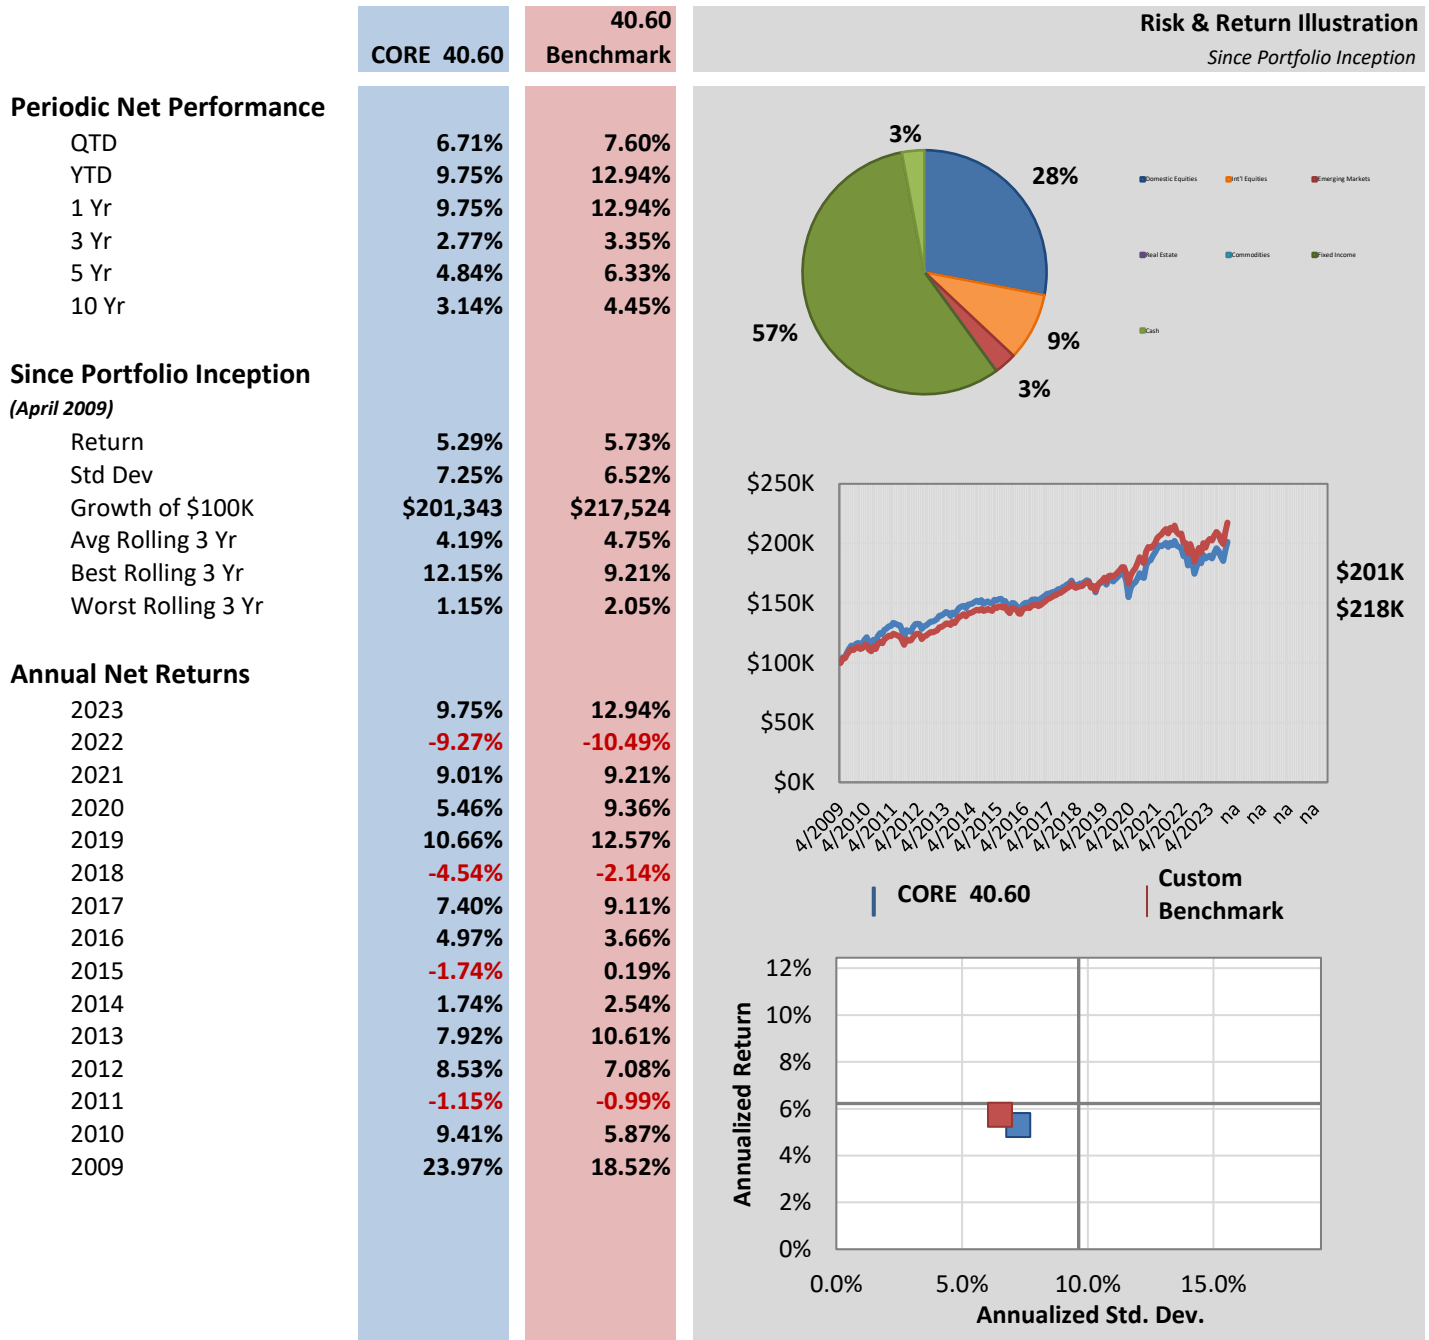 CORE 40.60
40.60
Benchmark
Risk & Return Illustration
Since Portfolio Inception
Periodic Net Performance
QTD 6.71% 7.60%
YTD 9.75% 12.94%
1 Yr 9.75% 12.94%
3 Yr 2.77% 3.35%
5 Yr 4.84% 6.33%
10 Yr 3.14% 4.45%
Since Portfolio Inception
(April 2009)
Return 5.29% 5.73%
Std Dev 7.25% 6.52%
Growth of $100K $201,343 $217,524
Avg Rolling 3 Yr 4.19% 4.75%
Best Rolling 3 Yr 12.15% 9.21%
Worst Rolling 3 Yr 1.15% 2.05%
Annual Net Returns
2023 9.75% 12.94%
2022 -9.27% -10.49%
2021 9.01% 9.21%
2020 5.46% 9.36%
2019 10.66% 12.57%
2018 -4.54% -2.14%
2017 7.40% 9.11%
2016 4.97% 3.66%
2015 -1.74% 0.19%
2014 1.74% 2.54%
2013 7.92% 10.61%
2012 8.53% 7.08%
2011 -1.15% -0.99%
2010 9.41% 5.87%
2009 23.97% 18.52%
3%
28%
57%
9%
3%
Domestic Equities Int'l Equities Emerging Markets
Real Estate Commodities Fixed Income
Cash
$250K
$200K
$150K
$100K
$50K
$0K
$201K
$218K
4/2009 4/2010 4/2011 4/2012 4/2013 4/2014 4/2015 4/2016 4/2017 4/2018 4/2019 4/2020 4/2021 4/2022 4/2023 na na na na
CORE 40.60
Custom
Benchmark
Annualized Return
12%
10%
8%
6%
4%
2%
0%
0.0% 5.0% 10.0% 15.0%
Annualized Std. Dev.